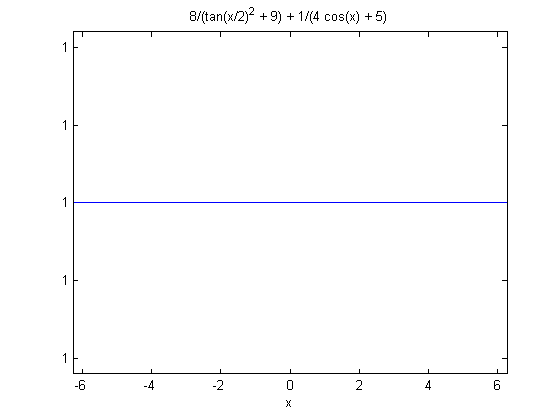 8/(tan(x/2)² + 9) + 1/(4 cos(x) + 5)
1
1
1
1
1
-6 -4 -2 0 2 4 6
x